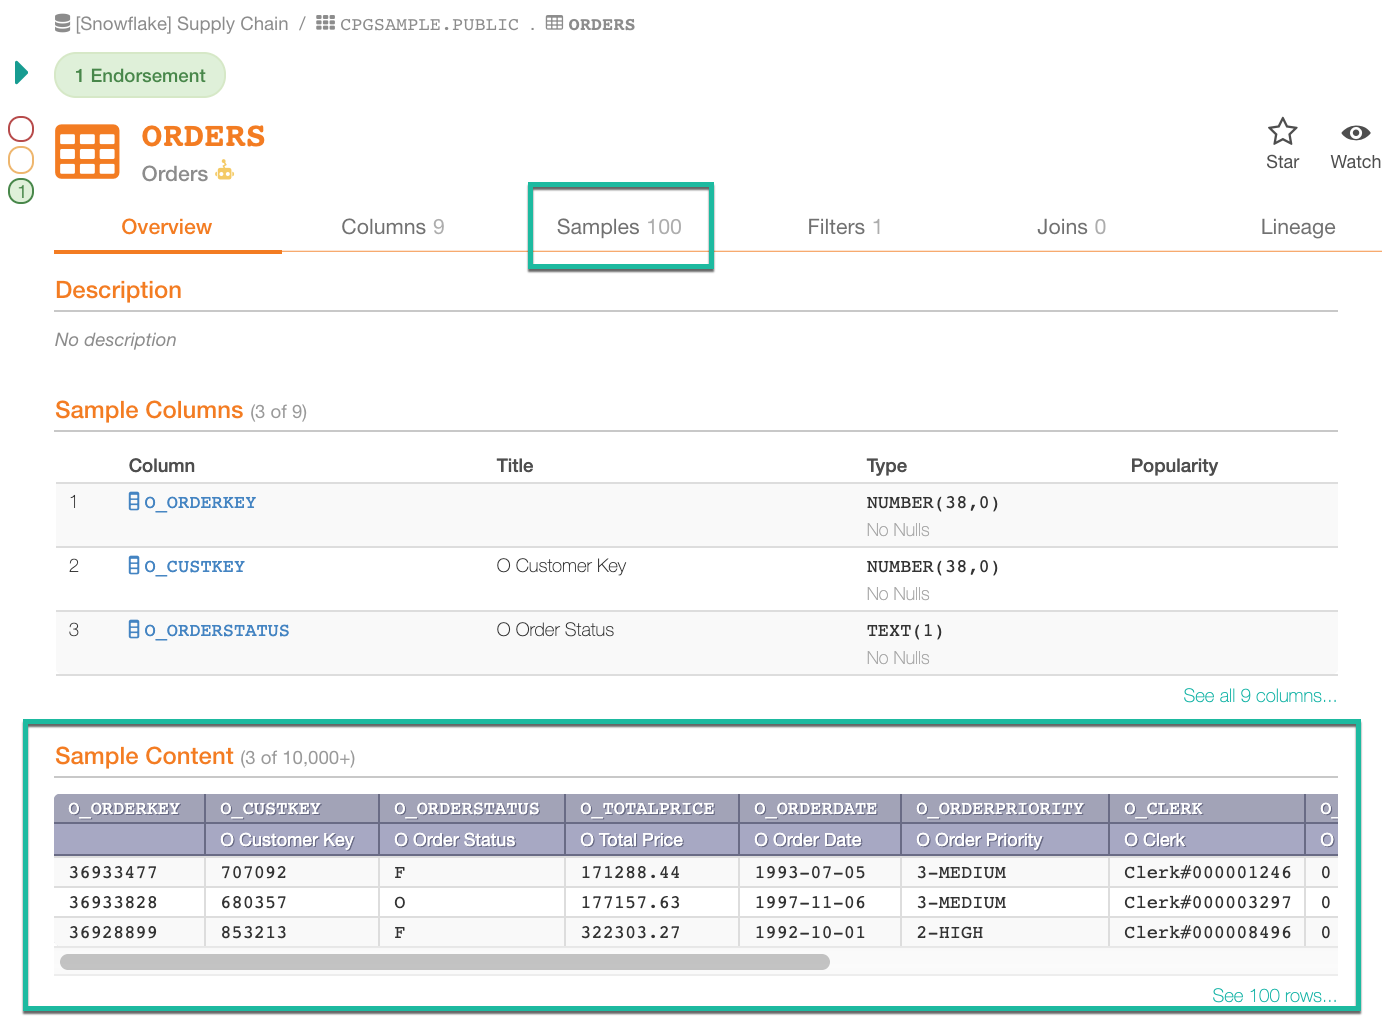 [Snowflake] Supply Chain / CPGSAMPLE.PUBLIC . ORDERS
1 Endorsement
ORDERS
Orders
1
Star Watch
Overview Columns 9 Samples 100 Filters 1 Joins 0 Lineage
Description
No description
Sample Columns (3 of 9)
Column Title Type Popularity
1 O_ORDERKEY NUMBER(38,0)
No Nulls
2 O_CUSTKEY O Customer Key NUMBER(38,0)
No Nulls
3 O_ORDERSTATUS O Order Status TEXT(1)
No Nulls
See all 9 columns...
Sample Content (3 of 10,000+)
O_ORDERKEY O_CUSTKEY O_ORDERSTATUS O_TOTALPRICE O_ORDERDATE O_ORDERPRIORITY O_CLERK O_
O Customer Key O Order Status O Total Price O Order Date O Order Priority O Clerk O
36933477 707092 F 171288.44 1993-07-05 3-MEDIUM Clerk#000001246 0
36933828 680357 O 177157.63 1997-11-06 3-MEDIUM Clerk#000003297 0
36928899 853213 F 322303.27 1992-10-01 2-HIGH Clerk#000008496 0
See 100 rows...